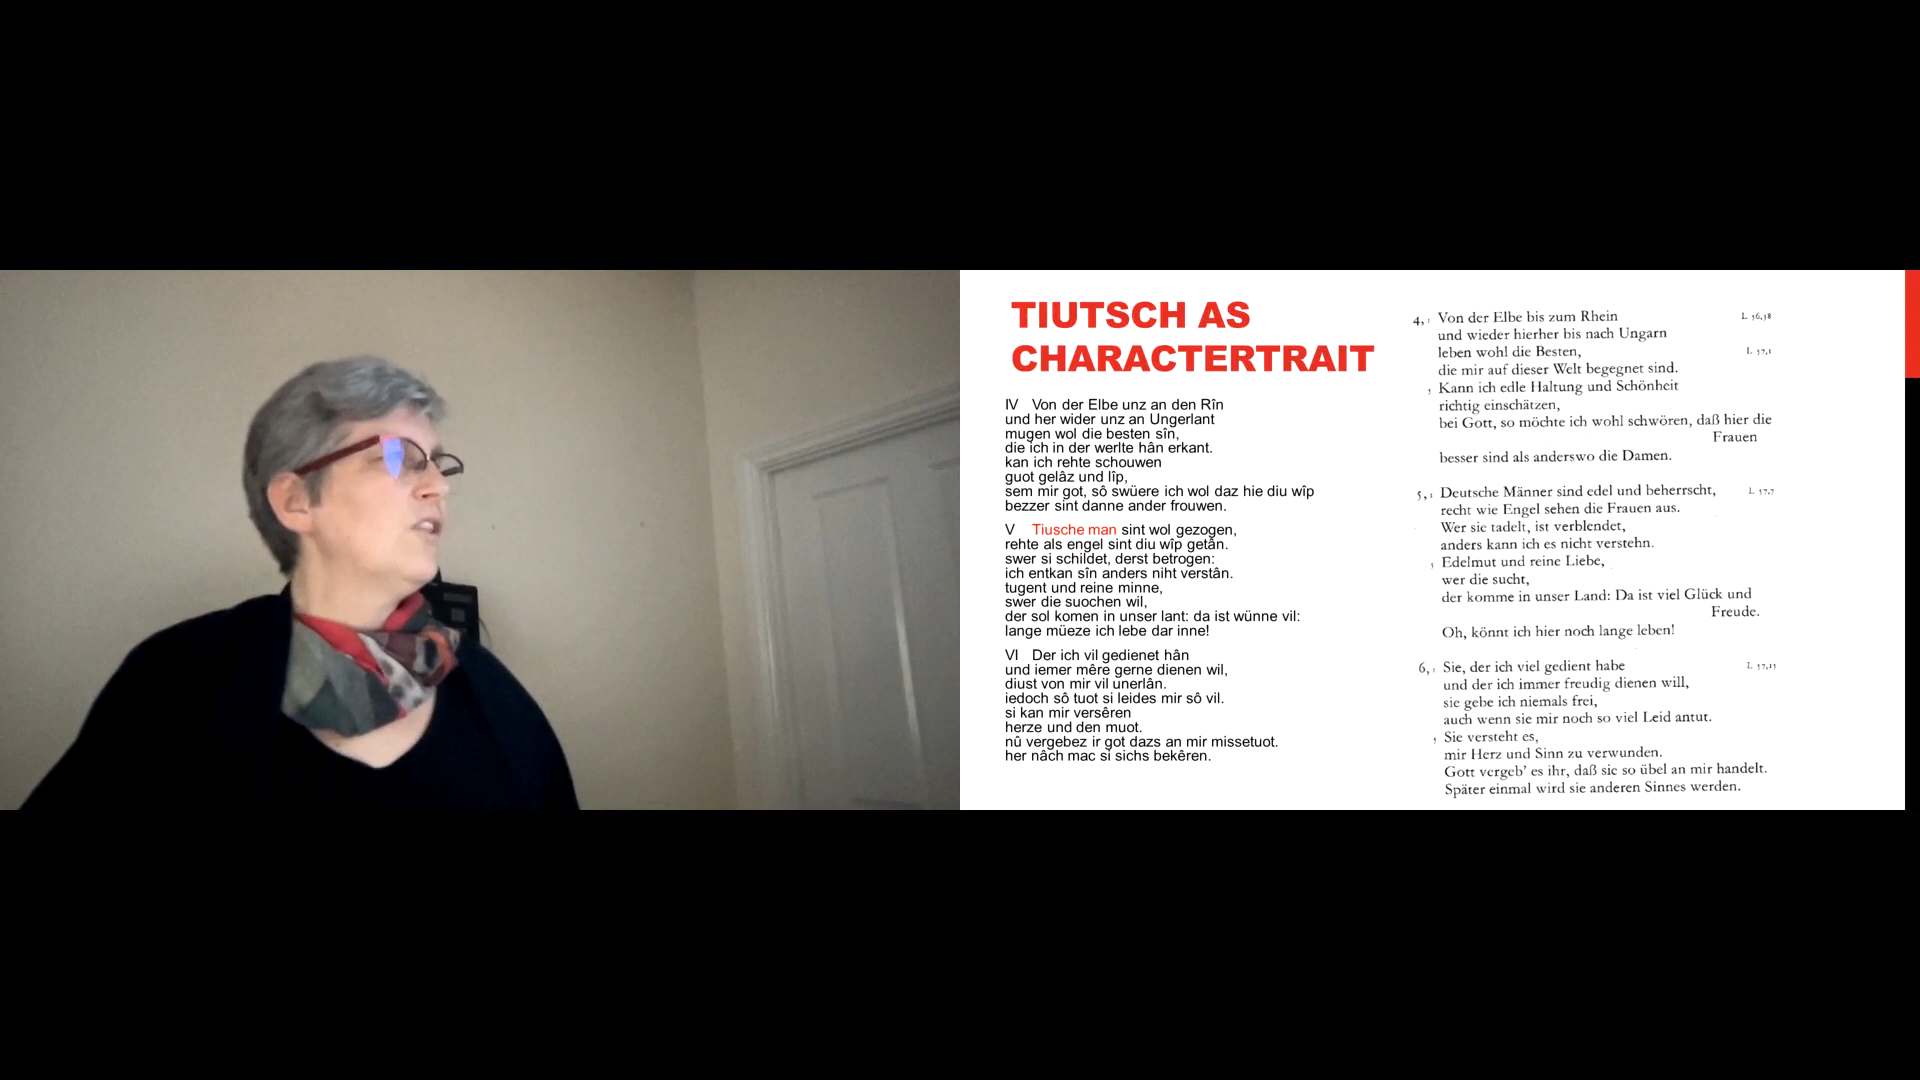 TIUTSCH AS
CHARACTERTRAIT
IV Von der Elbe unz an den Rîn
und her wider unz an Ungerlant
mugen wol die besten sîn,
die ich in der werlte hân erkant.
kan ich rehte schouwen
guot gelâz und lîp,
sem mir got, sô swüere ich wol daz hie diu wîp
bezzer sint danne ander frouwen.
V Tiusche man sint wol gezogen,
rehte als engel sint diu wîp getân.
swer si schildet, derst betrogen:
ich entkan sîn anders niht verstân.
tugent und reine minne,
swer die suochen wil,
der sol komen in unser lant: da ist wünne vil:
lange müeze ich lebe dar inne!
VI Der ich vil gedienet hân
und iemer mêre gerne dienen wil,
diust von mir vil unerlân.
iedoch sô tuot si leides mir sô vil.
si kan mir versêren
herze und den muot.
nû vergebez ir got dazs an mir missetuot.
her nâch mac si sichs bekêren.
4, Von der Elbe bis zum Rhein L 56,38
und wieder hierher bis nach Ungarn
leben wohl die Besten, L 57,1
die mir auf dieser Welt begegnet sind.
5 Kann ich edle Haltung und Schönheit
richtig einschätzen,
bei Gott, so möchte ich wohl schwören, daß hier die
Frauen
besser sind als anderswo die Damen.
5, Deutsche Männer sind edel und beherrscht, L 57,7
recht wie Engel sehen die Frauen aus.
Wer sie tadelt, ist verblendet,
anders kann ich es nicht verstehn.
5 Edelmut und reine Liebe,
wer die sucht,
der komme in unser Land: Da ist viel Glück und
Freude.
Oh, könnt ich hier noch lange leben!
6, Sie, der ich viel gedient habe L 57,15
und der ich immer freudig dienen will,
sie gebe ich niemals frei,
auch wenn sie mir noch so viel Leid antut.
5 Sie versteht es,
mir Herz und Sinn zu verwunden.
Gott vergeb' es ihr, daß sie so übel an mir handelt.
Später einmal wird sie anderen Sinnes werden.